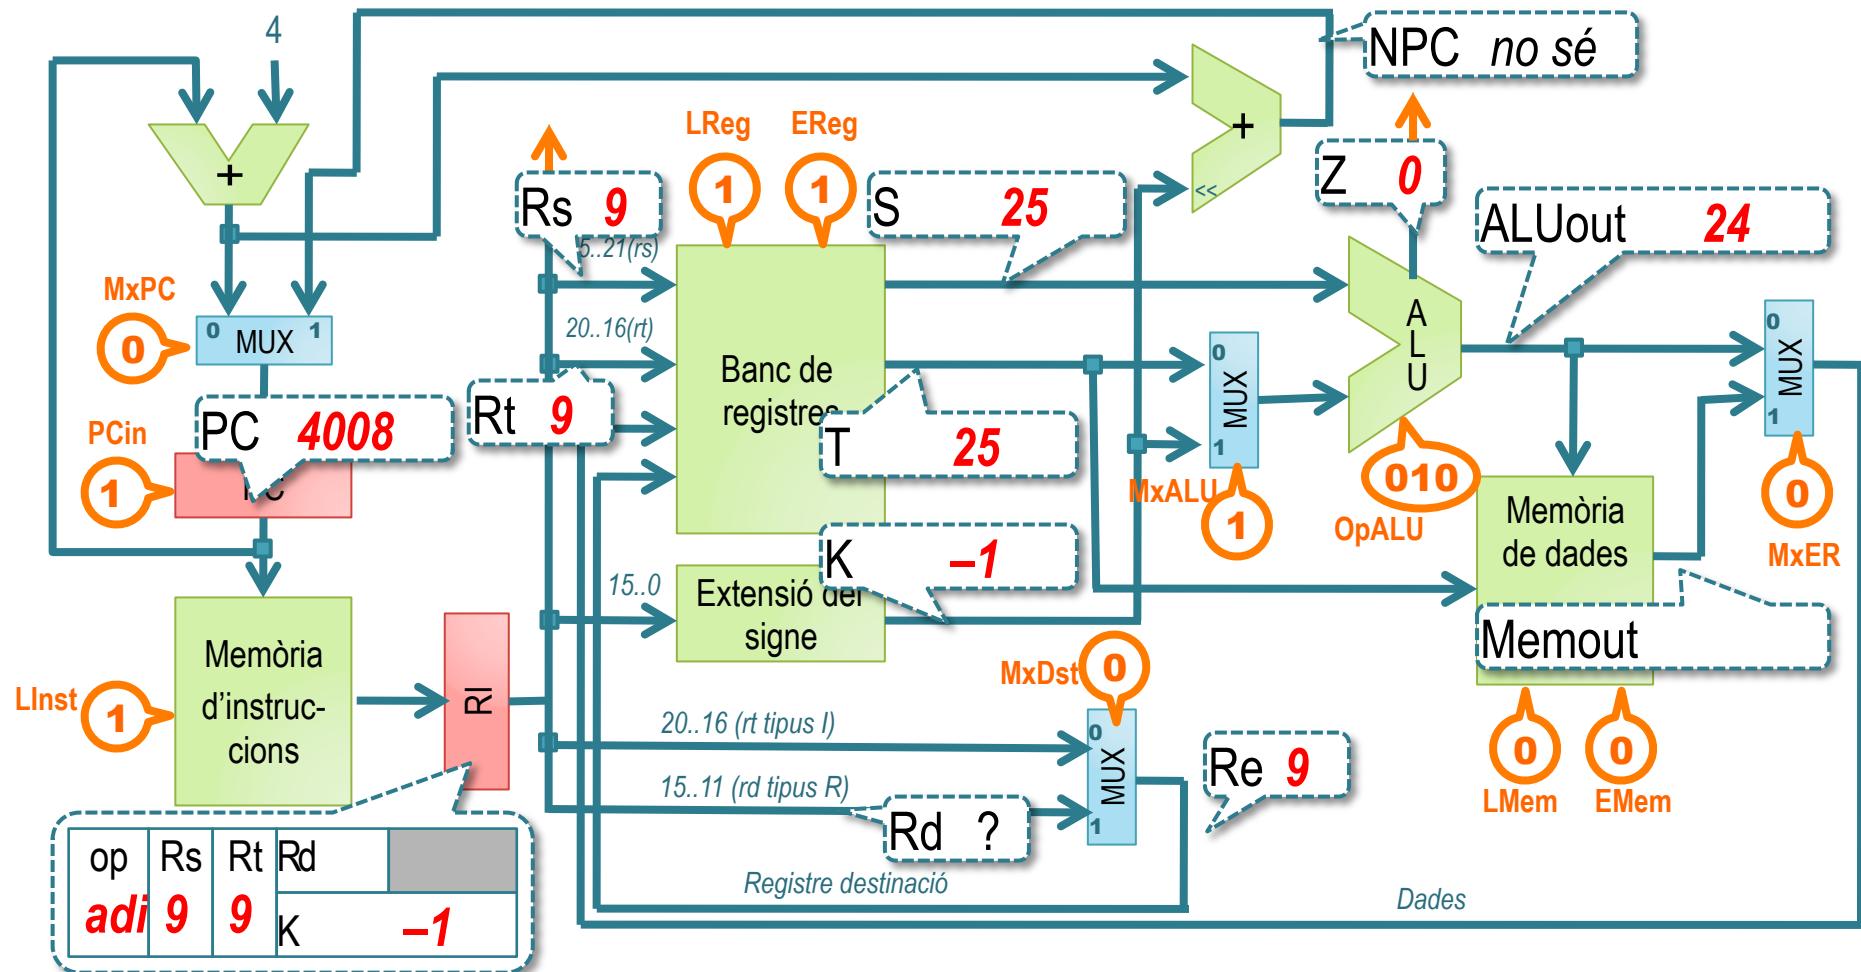 4
NPC no sé
+
+
<<
LReg
EReg
1
1
Rs 9
S 25
Z 0
ALUout 24
5..21(rs)
MxPC
0
0 MUX 1
20..16(rt)
Banc de
registres
ALU
0
MUX
1
0
MUX
1
PC 4008
Rt 9
T 25
PCin
1
MxALU
1
010
OpALU
0
MxER
Memòria
de dades
K –1
15..0
Extensió del
signe
Memout
Memòria
d’instruc-
cions
RI
LInst
1
MxDst
0
20..16 (rt tipus I)
0
MUX
1
Re 9
0
0
LMem
EMem
15..11 (rd tipus R)
Rd ?
op Rs Rt Rd
adi 9 9 K –1
Registre destinació
Dades